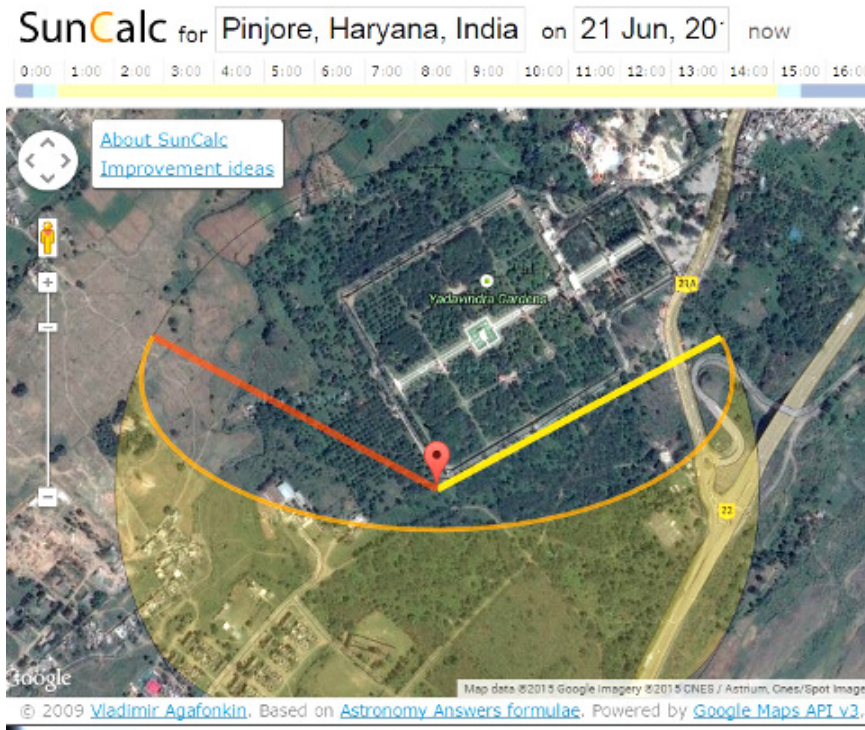 SunCalc for Pinjore, Haryana, India on 21 Jun, 20 now
0:00 1:00 2:00 3:00 4:00 5:00 6:00 7:00 8:00 9:00 10:00 11:00 12:00 13:00 14:00 15:00 16:00
About SunCalc
Improvement ideas
Yadavindra Gardens
21A
22
Google
Map data ©2015 Google Imagery ©2015 CNES / Astrium, Cnes/Spot Image
© 2009 Vladimir Agafonkin. Based on Astronomy Answers formulae. Powered by Google Maps API v3.